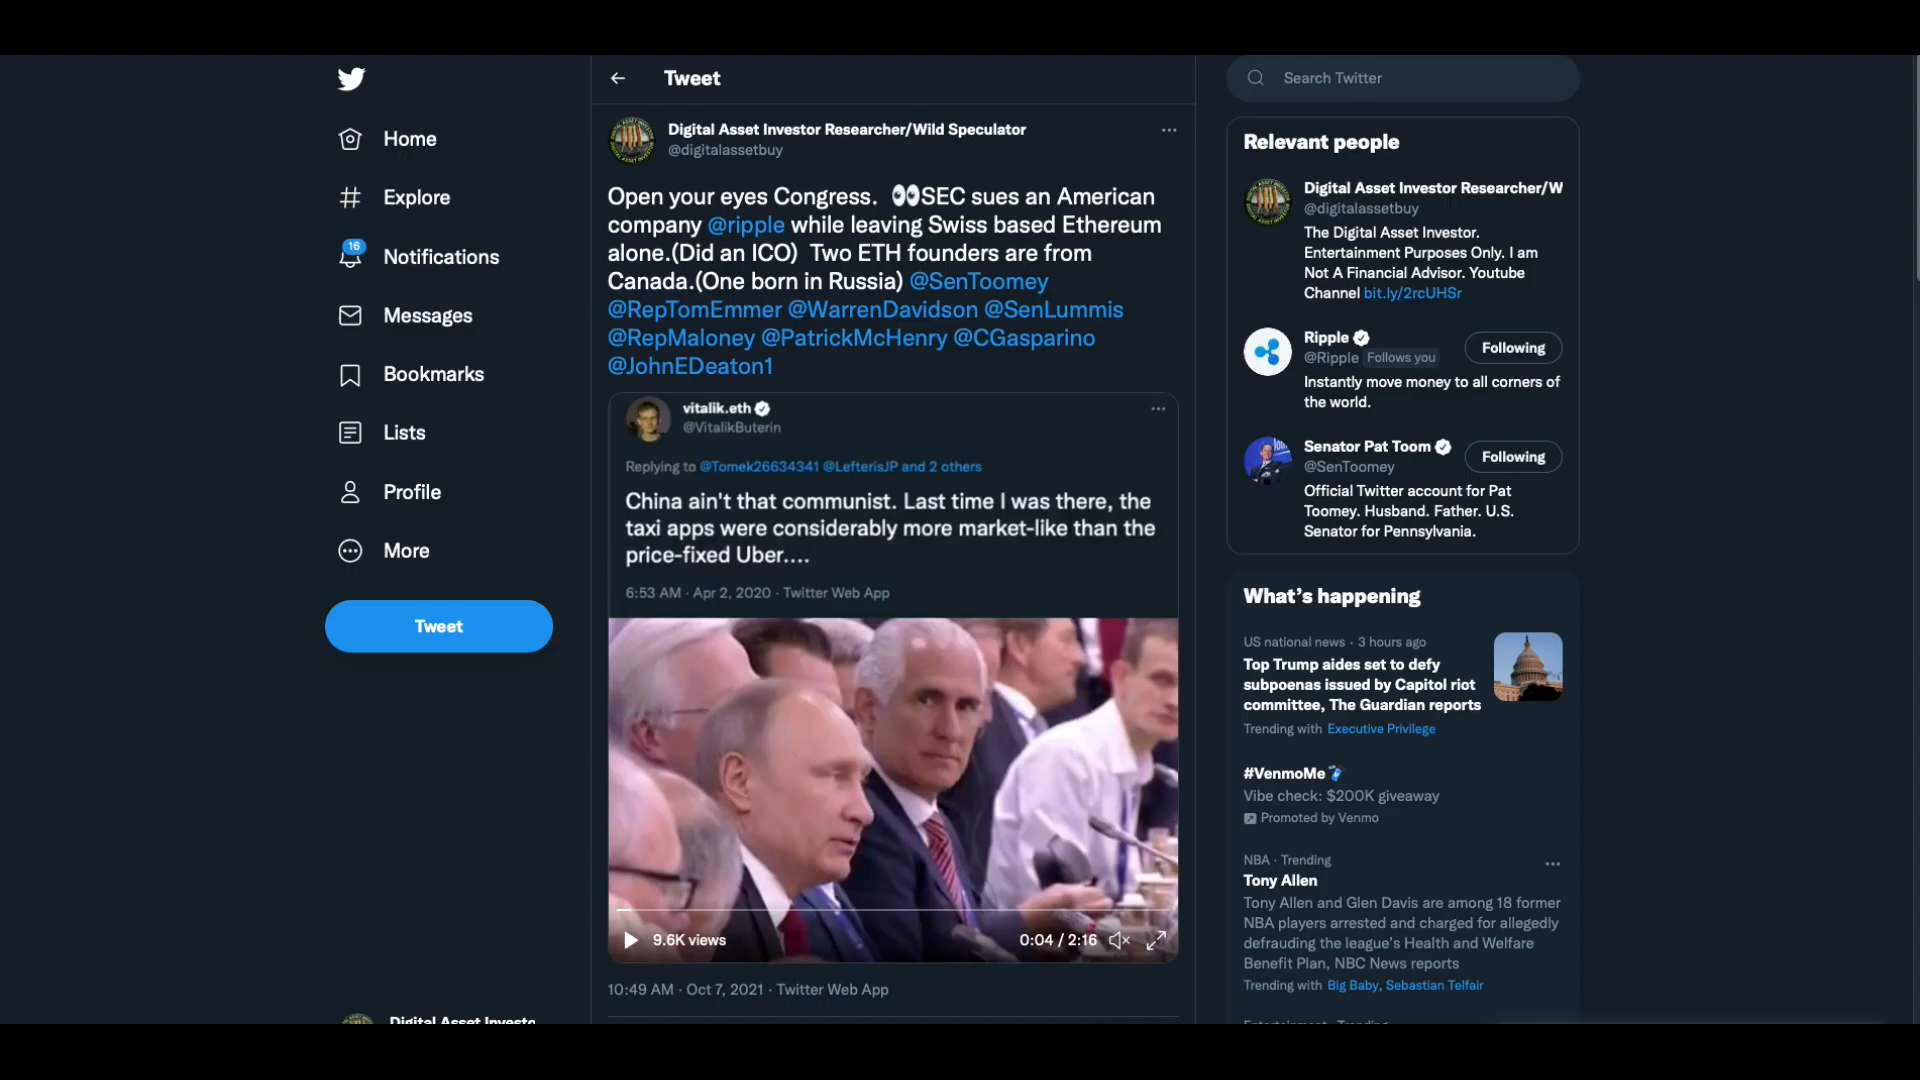 Home
Explore
16
Notifications
Messages
Bookmarks
Lists
Profile
More
Tweet
Digital Asset Investo
Tweet
Digital Asset Investor Researcher/Wild Speculator
@digitalassetbuy
Open your eyes Congress. 👀SEC sues an American
company @ripple while leaving Swiss based Ethereum
alone.(Did an ICO) Two ETH founders are from
Canada.(One born in Russia) @SenToomey
@RepTomEmmer @WarrenDavidson @SenLummis
@RepMaloney @PatrickMcHenry @CGasparino
@JohnEDeaton1
vitalik.eth
@VitalikButerin
Replying to @Tomek26634341 @LefterisJP and 2 others
China ain't that communist. Last time I was there, the
taxi apps were considerably more market-like than the
price-fixed Uber....
6:53 AM · Apr 2, 2020 · Twitter Web App
9.6K views
0:04 / 2:16
10:49 AM · Oct 7, 2021 · Twitter Web App
Search Twitter
Relevant people
Digital Asset Investor Researcher/W
@digitalassetbuy
The Digital Asset Investor.
Entertainment Purposes Only. I am
Not A Financial Advisor. Youtube
Channel bit.ly/2rcUHSr
Ripple
@Ripple Follows you
Following
Instantly move money to all corners of
the world.
Senator Pat Toom
@SenToomey
Following
Official Twitter account for Pat
Toomey. Husband. Father. U.S.
Senator for Pennsylvania.
What's happening
US national news · 3 hours ago
Top Trump aides set to defy
subpoenas issued by Capitol riot
committee, The Guardian reports
Trending with Executive Privilege
#VenmoMe
Vibe check: $200K giveaway
Promoted by Venmo
NBA · Trending
Tony Allen
Tony Allen and Glen Davis are among 18 former
NBA players arrested and charged for allegedly
defrauding the league's Health and Welfare
Benefit Plan, NBC News reports
Trending with Big Baby, Sebastian Telfair
Entertainment · Trending